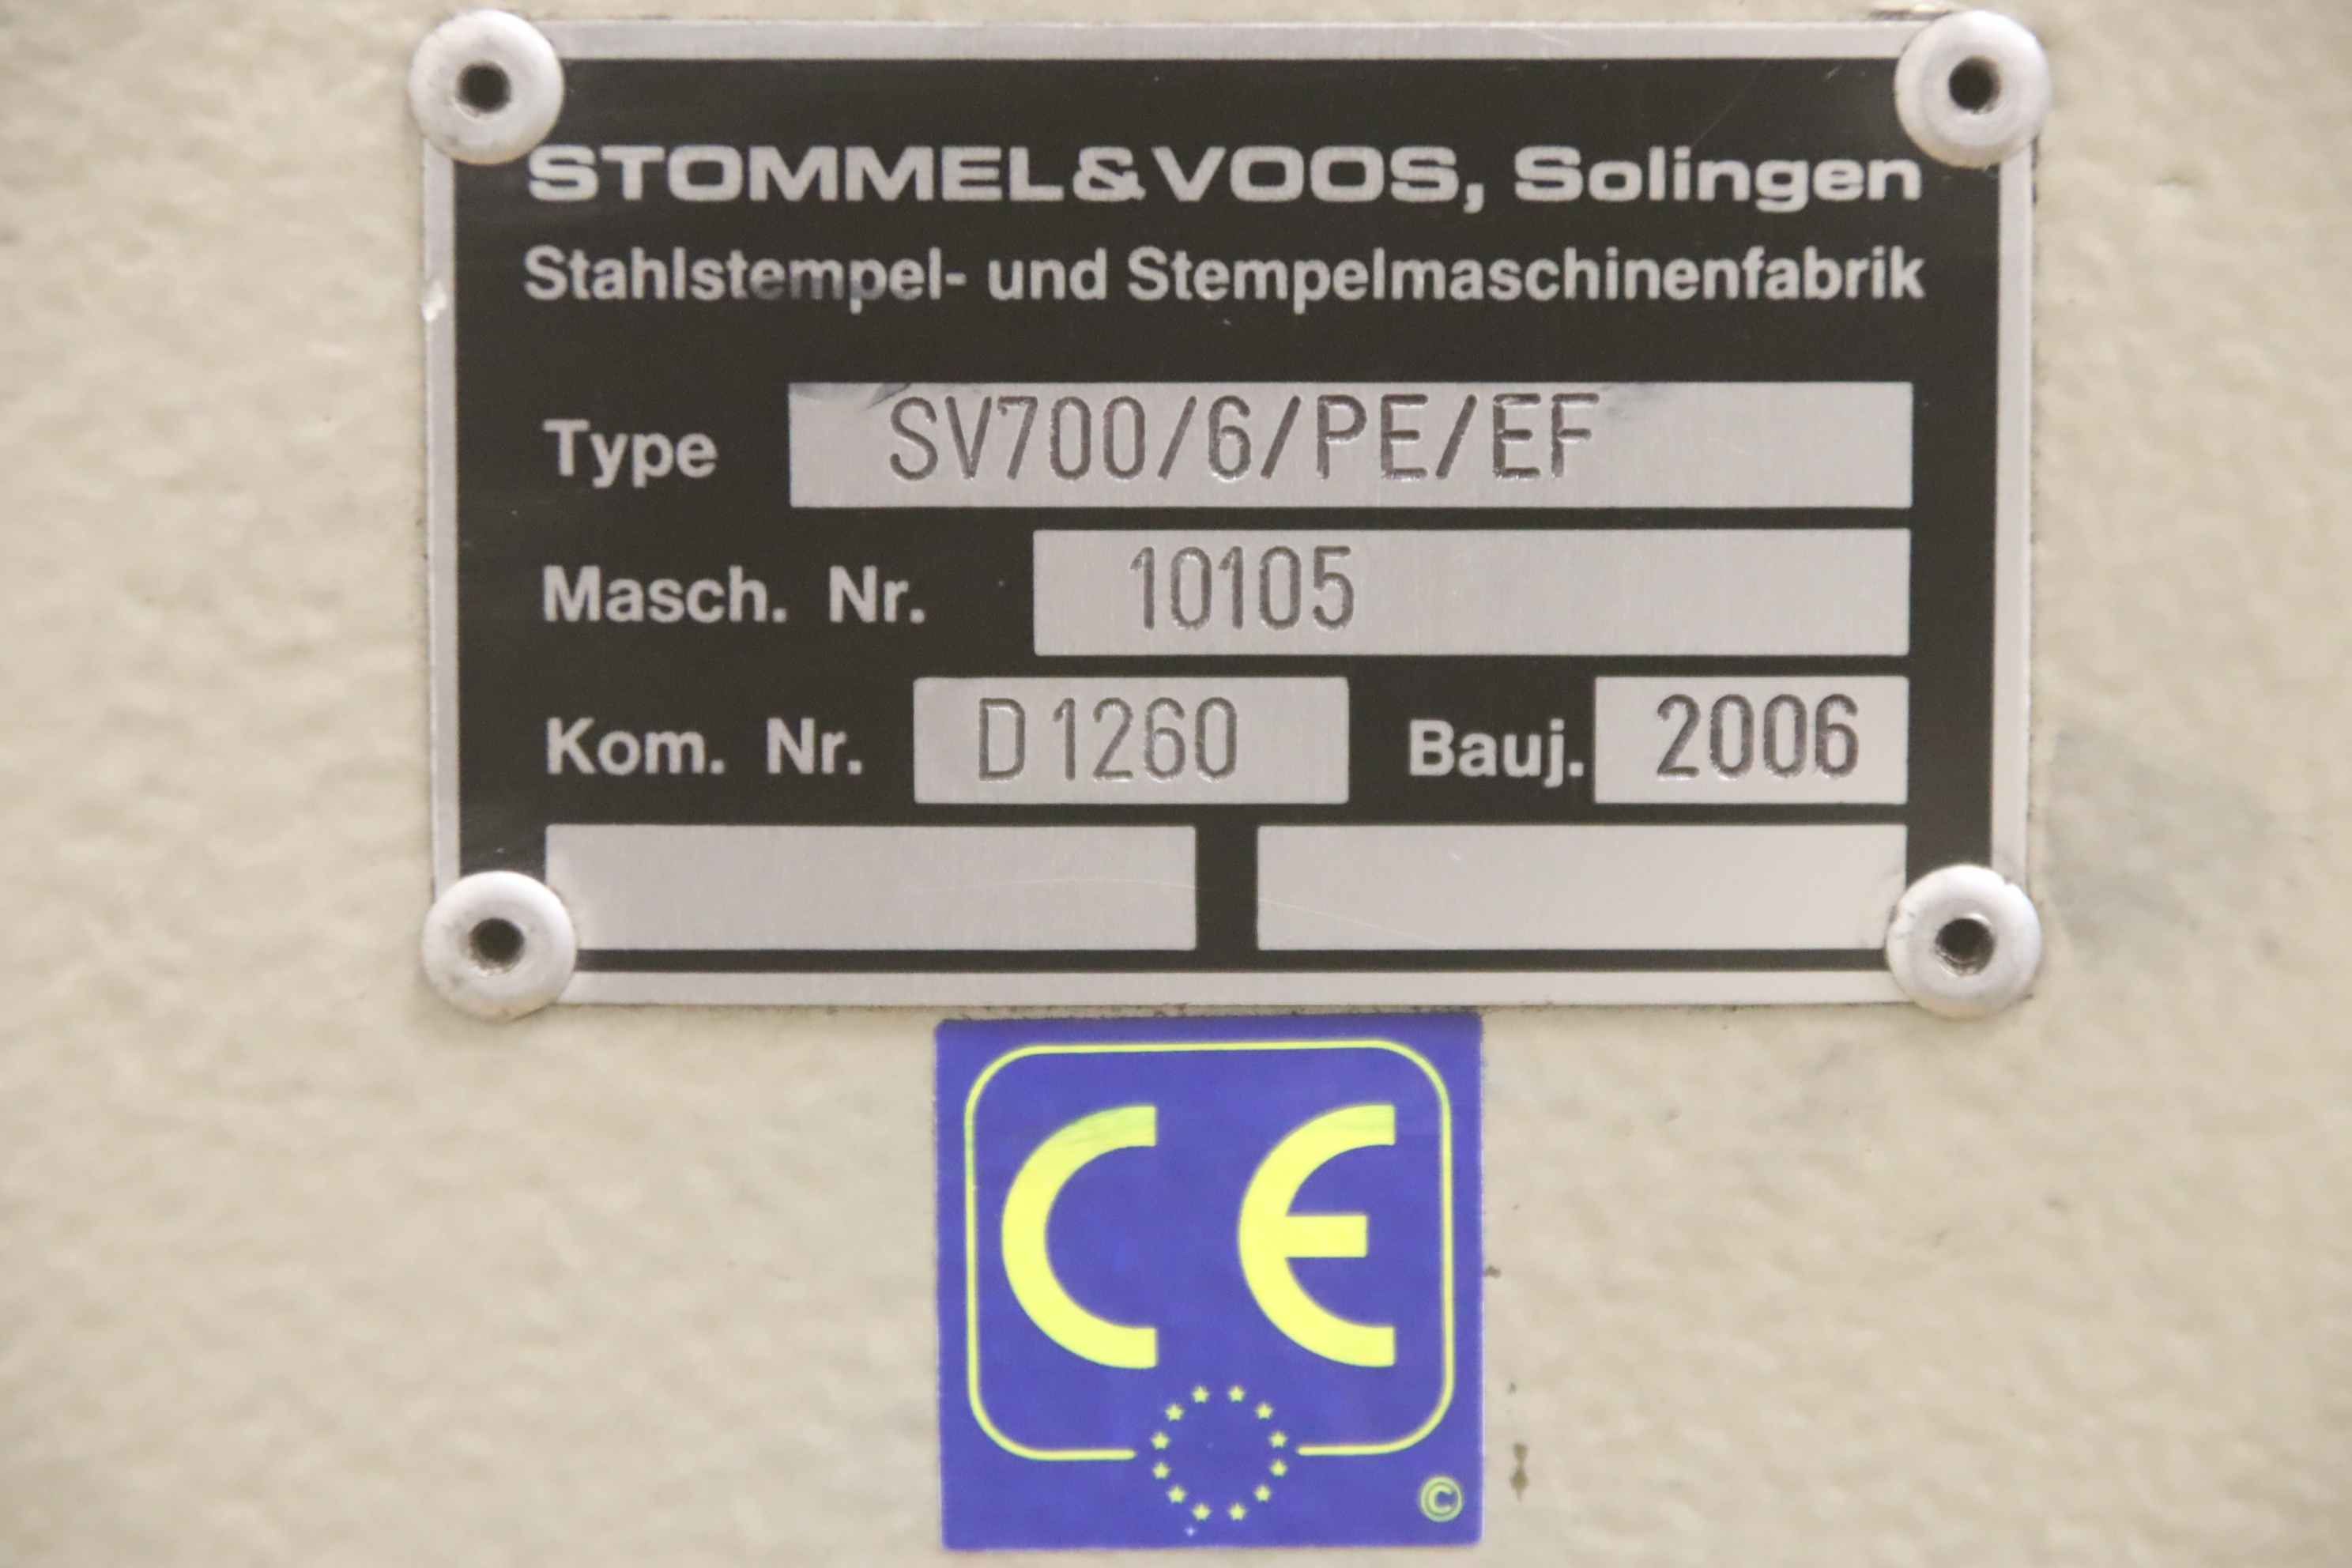 STOMMEL&VOOS, Solingen
Stahlstempel- und Stempelmaschinenfabrik
Type SV700/6/PE/EF
Masch. Nr. 10105
Kom. Nr. D1260 Bauj. 2006
CE
©